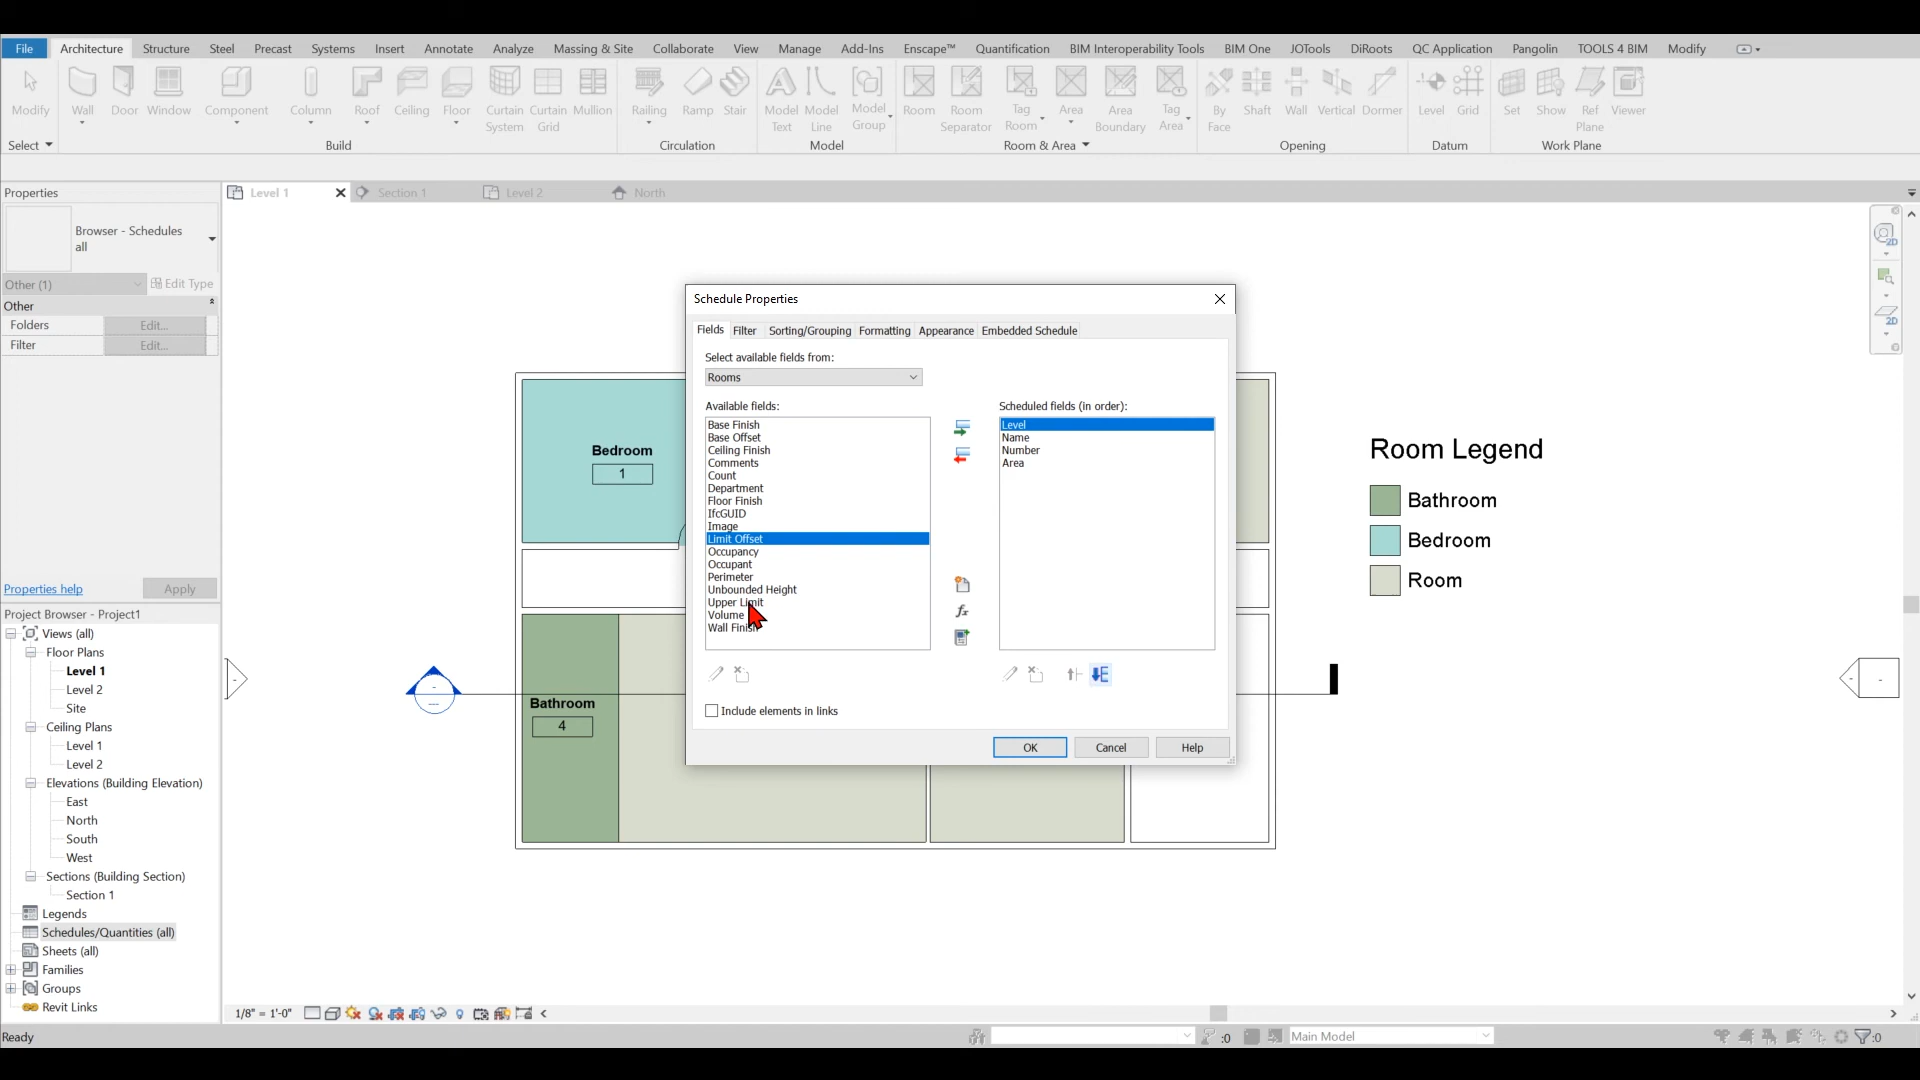 File Architecture Structure Steel Precast Systems Insert Annotate Analyze Massing & Site Collaborate View Manage Add-Ins Enscape™ Quantification BIM Interoperability Tools BIM One JOTools DiRoots QC Application Pangolin TOOLS 4 BIM Modify
Modify Wall Door Window Component Column Roof Ceiling Floor Curtain System Curtain Grid Mullion Railing Ramp Stair Model Text Model Line Model Group Room Room Separator Tag Room Area Area Boundary Tag Area By Face Shaft Wall Vertical Dormer Level Grid Set Show Ref Plane Viewer
Select Build Circulation Model Room & Area Opening Datum Work Plane
Properties
Level 1 Section 1 Level 2 North
Browser - Schedules
all
Other (1) Edit Type
Other
Folders Edit...
Filter Edit...
Properties help Apply
Project Browser - Project1
Views (all)
Floor Plans
Level 1
Level 2
Site
Ceiling Plans
Level 1
Level 2
Elevations (Building Elevation)
East
North
South
West
Sections (Building Section)
Section 1
Legends
Schedules/Quantities (all)
Sheets (all)
Families
Groups
Revit Links
Bedroom
1
Bathroom
4
Schedule Properties
Fields Filter Sorting/Grouping Formatting Appearance Embedded Schedule
Select available fields from:
Rooms
Available fields:
Base Finish
Base Offset
Ceiling Finish
Comments
Count
Department
Floor Finish
IfcGUID
Image
Limit Offset
Occupancy
Occupant
Perimeter
Unbounded Height
Upper Limit
Volume
Wall Finish
Scheduled fields (in order):
Level
Name
Number
Area
fx
Include elements in links
OK Cancel Help
Room Legend
Bathroom
Bedroom
Room
2D
2D
1/8" = 1'-0"
Ready
:0
Main Model
:0